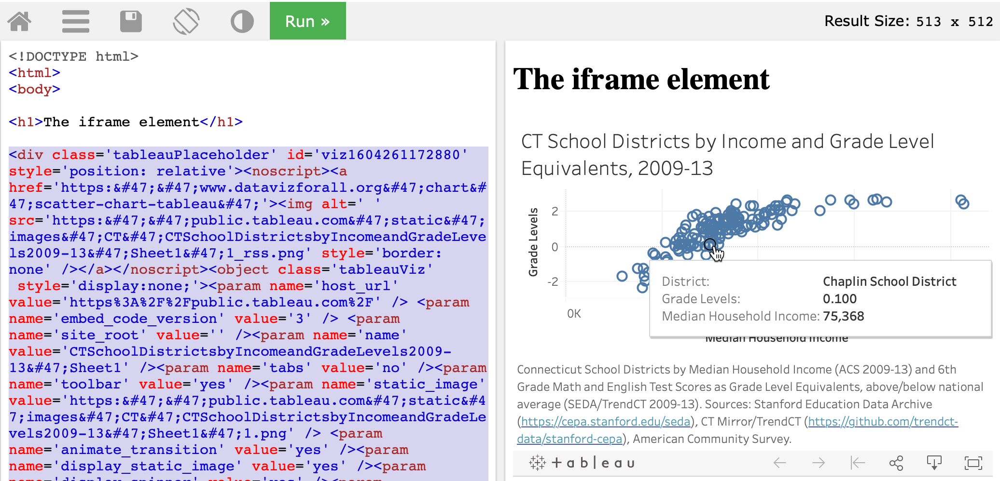 Run »
Result Size: 513 x 512
<!DOCTYPE html>
<html>
<body>
<h1>The iframe element</h1>
<div class='tableauPlaceholder' id='viz1604261172880'
style='position: relative'><noscript><a
href='https:&#47;&#47;www.datavizforall.org&#47;chart&#
47;scatter-chart-tableau&#47;'><img alt=' '
src='https:&#47;&#47;public.tableau.com&#47;static&#47;
images&#47;CT&#47;CTSchoolDistrictsbyIncomeandGradeLeve
ls2009-13&#47;Sheet1&#47;1_rss.png' style='border:
none' /></a></noscript><object class='tableauViz'
style='display:none;'><param name='host_url'
value='https%3A%2F%2Fpublic.tableau.com%2F' /> <param
name='embed_code_version' value='3' /> <param
name='site_root' value='' /><param name='name'
value='CTSchoolDistrictsbyIncomeandGradeLevels2009-
13&#47;Sheet1' /><param name='tabs' value='no' /><param
name='toolbar' value='yes' /><param name='static_image'
value='https:&#47;&#47;public.tableau.com&#47;static&#4
7;images&#47;CT&#47;CTSchoolDistrictsbyIncomeandGradeLe
vels2009-13&#47;Sheet1&#47;1.png' /> <param
name='animate_transition' value='yes' /><param
name='display_static_image' value='yes' /><param
name='display_spinner' value='yes' /><param
The iframe element
CT School Districts by Income and Grade Level
Equivalents, 2009-13
Grade Levels
2
0
-2
0K
District: Chaplin School District
Grade Levels: 0.100
Median Household Income: 75,368
Median Household Income
Connecticut School Districts by Median Household Income (ACS 2009-13) and 6th
Grade Math and English Test Scores as Grade Level Equivalents, above/below national
average (SEDA/TrendCT 2009-13). Sources: Stanford Education Data Archive
(https://cepa.stanford.edu/seda), CT Mirror/TrendCT (https://github.com/trendct-
data/stanford-cepa), American Community Survey.
+ableau